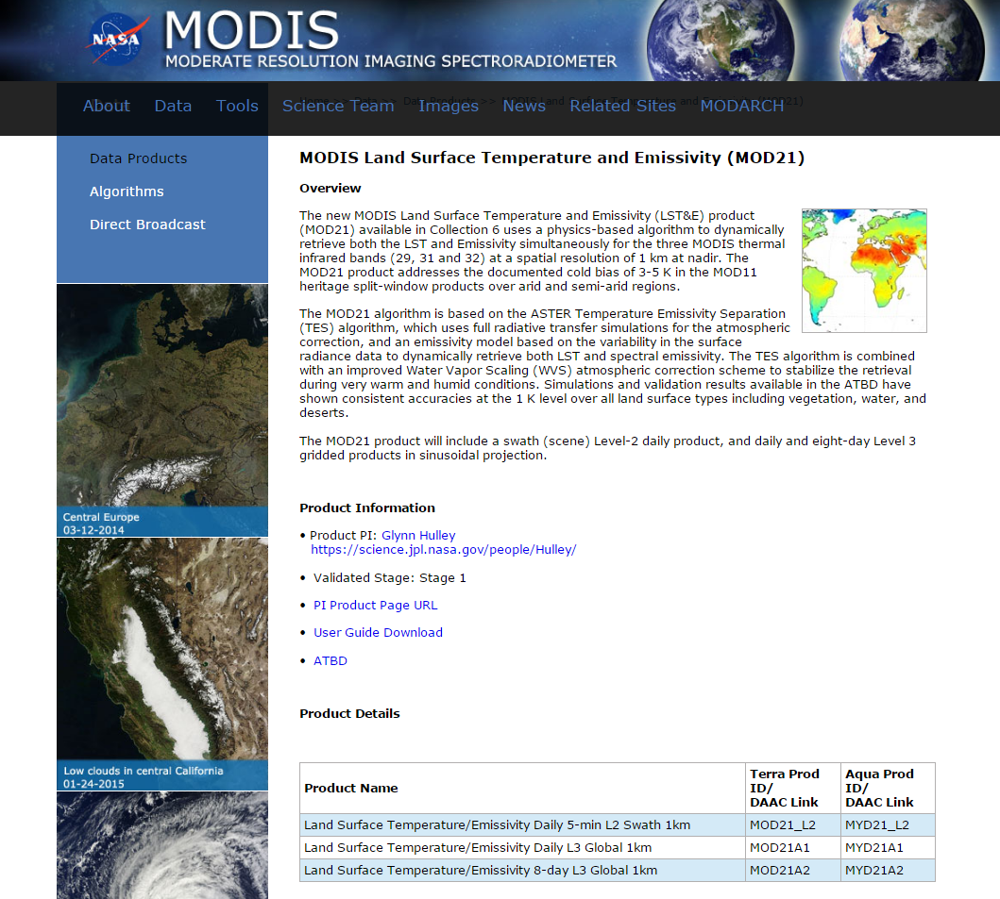 NASA
MODIS
MODERATE RESOLUTION IMAGING SPECTRORADIOMETER
About Data Tools Science Team Images News Related Sites MODARCH
Data Products
Algorithms
Direct Broadcast
MODIS Land Surface Temperature and Emissivity (MOD21)
Overview
The new MODIS Land Surface Temperature and Emissivity (LST&E) product
(MOD21) available in Collection 6 uses a physics-based algorithm to dynamically
retrieve both the LST and Emissivity simultaneously for the three MODIS thermal
infrared bands (29, 31 and 32) at a spatial resolution of 1 km at nadir. The
MOD21 product addresses the documented cold bias of 3-5 K in the MOD11
heritage split-window products over arid and semi-arid regions.
The MOD21 algorithm is based on the ASTER Temperature Emissivity Separation
(TES) algorithm, which uses full radiative transfer simulations for the atmospheric
correction, and an emissivity model based on the variability in the surface
radiance data to dynamically retrieve both LST and spectral emissivity. The TES algorithm is combined
with an improved Water Vapor Scaling (WVS) atmospheric correction scheme to stabilize the retrieval
during very warm and humid conditions. Simulations and validation results available in the ATBD have
shown consistent accuracies at the 1 K level over all land surface types including vegetation, water, and
deserts.
The MOD21 product will include a swath (scene) Level-2 daily product, and daily and eight-day Level 3
gridded products in sinusoidal projection.
Product Information
• Product PI: Glynn Hulley
https://science.jpl.nasa.gov/people/Hulley/
• Validated Stage: Stage 1
• PI Product Page URL
• User Guide Download
• ATBD
Product Details
Product Name
Terra Prod
ID/
DAAC Link
Aqua Prod
ID/
DAAC Link
Land Surface Temperature/Emissivity Daily 5-min L2 Swath 1km MOD21_L2 MYD21_L2
Land Surface Temperature/Emissivity Daily L3 Global 1km MOD21A1 MYD21A1
Land Surface Temperature/Emissivity 8-day L3 Global 1km MOD21A2 MYD21A2
Central Europe
03-12-2014
Low clouds in central California
01-24-2015